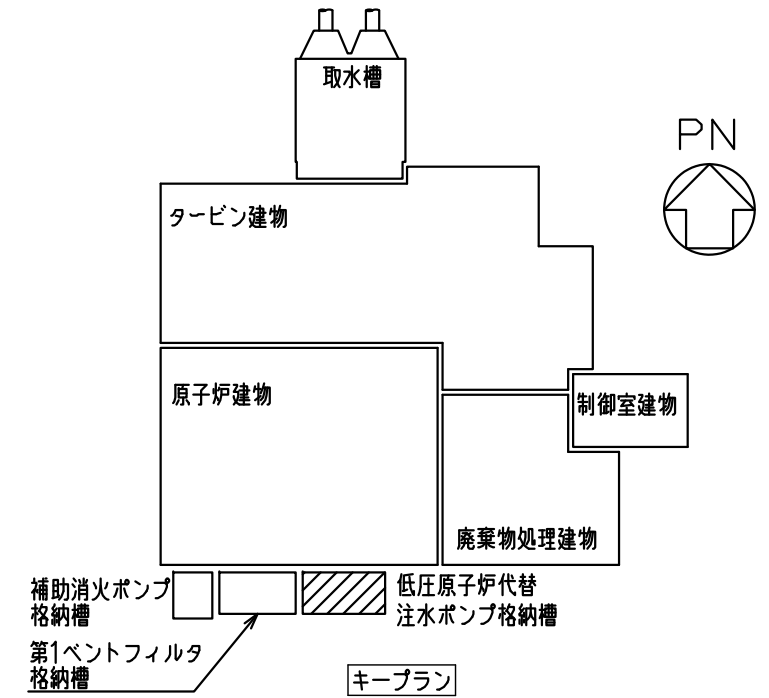 取水槽
PN
タービン建物
原子炉建物
制御室建物
廃棄物処理建物
補助消火ポンプ
格納槽
低圧原子炉代替
注水ポンプ格納槽
第1ベントフィルタ
格納槽
キープラン